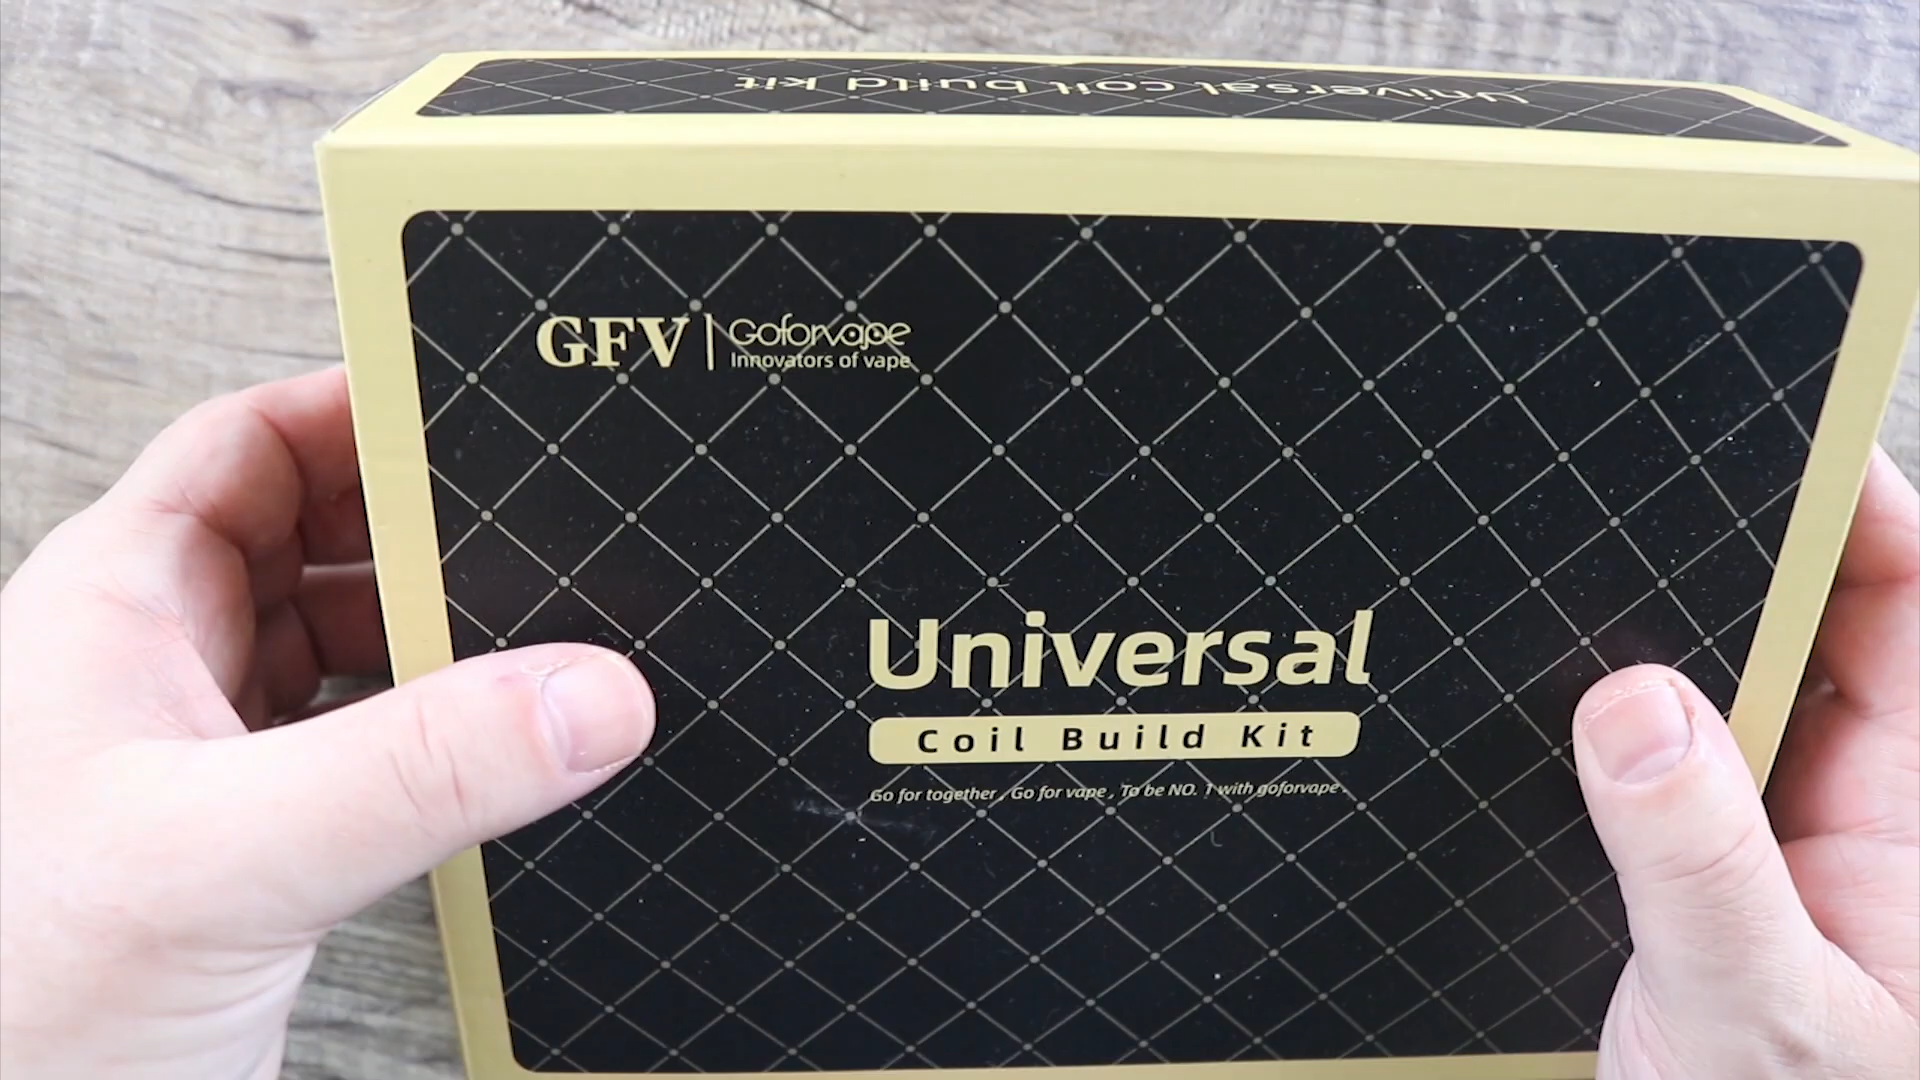 Universal coil build kit
GFV | Goforvape
Innovators of vape
Universal
Coil Build Kit
Go for together , Go for vape , To be NO. 1 with goforvape .